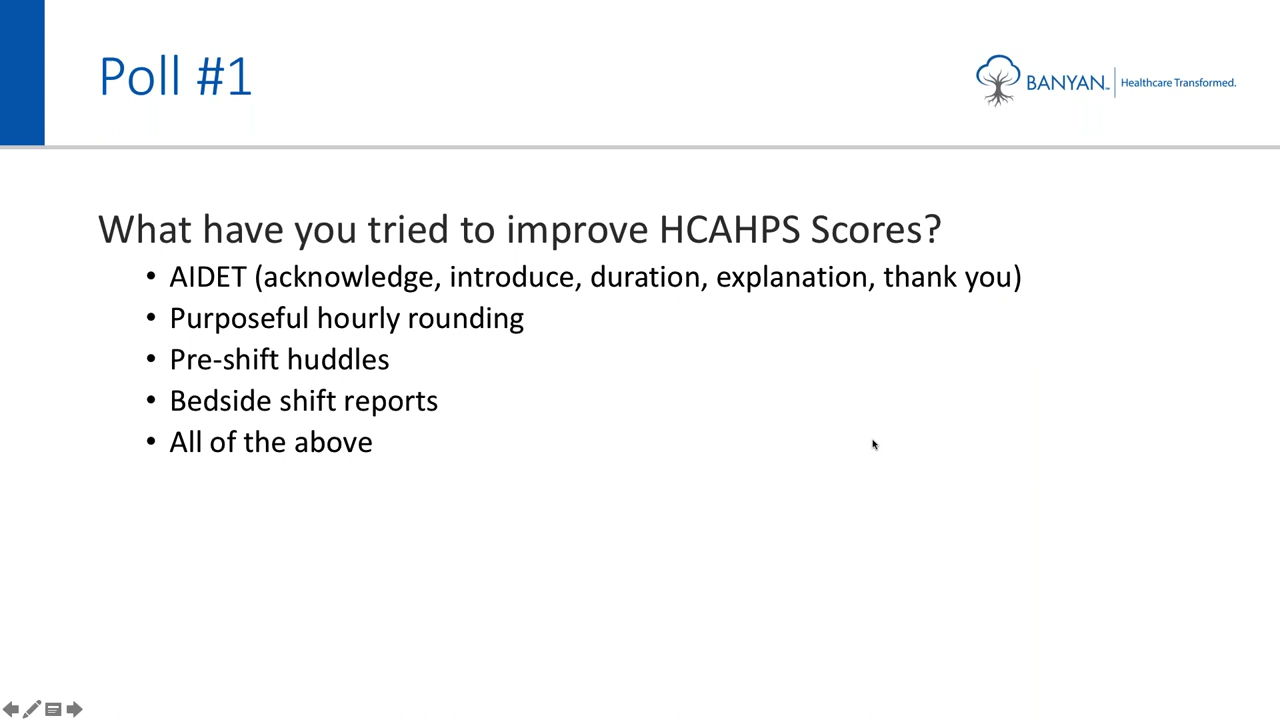 Poll #1
BANYAN™ Healthcare Transformed.
What have you tried to improve HCAHPS Scores?
• AIDET (acknowledge, introduce, duration, explanation, thank you)
• Purposeful hourly rounding
• Pre-shift huddles
• Bedside shift reports
• All of the above